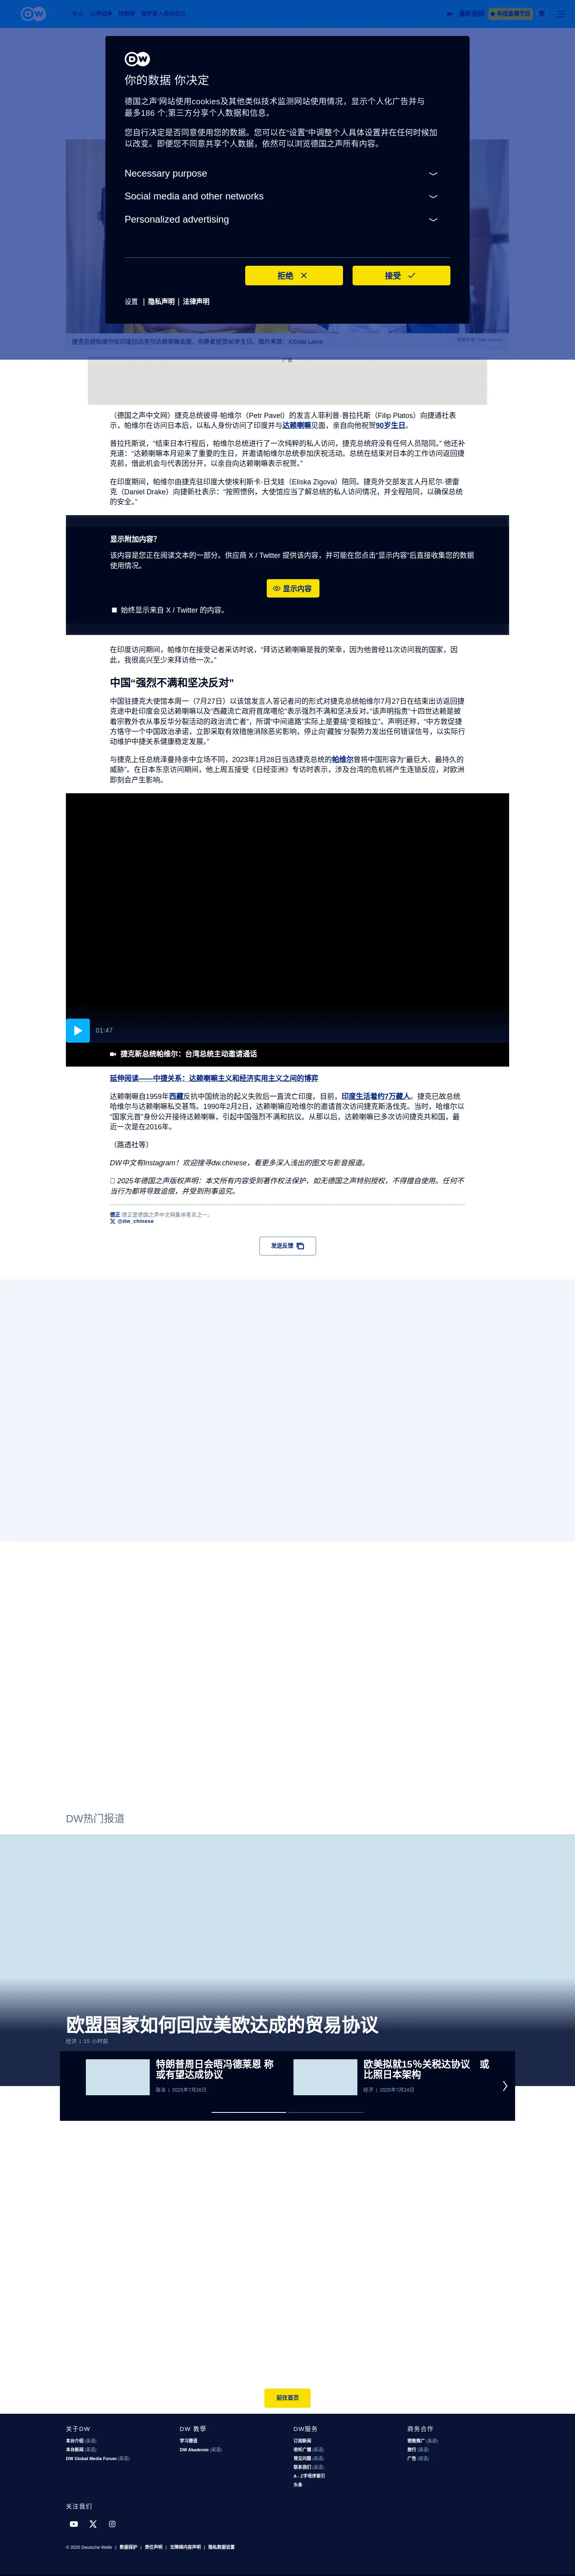 DW
以哈战争
特朗普
俄罗斯入侵乌克兰
最新视频
电视直播节目
DW
你的数据 你决定
德国之声‘网站使用cookies及其他类似技术监测网站使用情况，显示个人化广告并与
最多186 个;第三方分享个人数据和信息。
您自行决定是否同意使用您的数据。您可以在“设置”中调整个人具体设置并在任何时候加
以改变。即便您不同意共享个人数据，依然可以浏览德国之声所有内容。
Necessary purpose
Social media and other networks
Personalized advertising
拒绝
接受
设置 | 隐私声明 | 法律声明
捷克总统帕维尔在印度拉达克与达赖喇嘛会面，向尊者祝贺90岁生日。图片来源：X/Dalai Lama
广告
（德国之声中文网）捷克总统彼得·帕维尔（Petr Pavel）的发言人菲利普·普拉托斯（Filip Platos）向捷通社表
示，帕维尔在访问日本后，以私人身份访问了印度并与达赖喇嘛见面，亲自向他祝贺90岁生日。
普拉托斯说，“结束日本行程后，帕维尔总统进行了一次纯粹的私人访问，捷克总统府没有任何人员陪同。” 他还补
充道：“达赖喇嘛本月迎来了重要的生日，并邀请帕维尔总统参加庆祝活动。总统在结束对日本的工作访问返回捷
克前，借此机会与代表团分开，以亲自向达赖喇嘛表示祝贺。”
在印度期间，帕维尔由捷克驻印度大使埃利斯卡·日戈娃（Eliska Zigova）陪同。捷克外交部发言人丹尼尔·德雷
克（Daniel Drake）向捷新社表示：“按照惯例，大使馆应当了解总统的私人访问情况，并全程陪同，以确保总统
的安全。”
显示附加内容？
该内容是您正在阅读文本的一部分。供应商 X / Twitter 提供该内容，并可能在您点击“显示内容”后直接收集您的数据
使用情况。
显示内容
始终显示来自 X / Twitter 的内容。
在印度访问期间，帕维尔在接受记者采访时说，“拜访达赖喇嘛是我的荣幸，因为他曾经11次访问我的国家，因
此，我很高兴至少来拜访他一次。”
中国“强烈不满和坚决反对”
中国驻捷克大使馆本周一（7月27日）以该馆发言人答记者问的形式对捷克总统帕维尔7月27日在结束出访返回捷
克途中赴印度会见达赖喇嘛以及“西藏流亡政府首席噶伦”表示强烈不满和坚决反对。”该声明指责“十四世达赖是披
着宗教外衣从事反华分裂活动的政治流亡者”，所谓“中间道路”实际上是要搞“变相独立”。声明还称，“中方敦促捷
方恪守一个中国政治承诺，立即采取有效措施消除恶劣影响，停止向‘藏独’分裂势力发出任何错误信号，以实际行
动维护中捷关系健康稳定发展。”
与捷克上任总统泽曼持亲中立场不同，2023年1月28日当选捷克总统的帕维尔曾将中国形容为“最巨大、最持久的
威胁”。在日本东京访问期间，他上周五接受《日经亚洲》专访时表示，涉及台湾的危机将产生连锁反应，对欧洲
即刻会产生影响。
01:47
捷克新总统帕维尔：台湾总统主动邀请通话
延伸阅读——中捷关系：达赖喇嘛主义和经济实用主义之间的博弈
达赖喇嘛自1959年西藏反抗中国统治的起义失败后一直流亡印度。目前，印度生活着约7万藏人。捷克已故总统
哈维尔与达赖喇嘛私交甚笃。1990年2月2日，达赖喇嘛应哈维尔的邀请首次访问捷克斯洛伐克。当时，哈维尔以
“国家元首”身份公开接待达赖喇嘛，引起中国强烈不满和抗议。从那以后，达赖喇嘛已多次访问捷克共和国，最
近一次是在2016年。
（路透社等）
DW中文有Instagram！欢迎搜寻dw.chinese，看更多深入浅出的图文与影音报道。
2025年德国之声版权声明：本文所有内容受到著作权法保护，如无德国之声特别授权，不得擅自使用。任何不
当行为都将导致追偿，并受到刑事追究。
德正 德正是德国之声中文网集体笔名之一。
@dw_chinese
发送反馈
DW热门报道
欧盟国家如何回应美欧达成的贸易协议
经济 | 15 小时前
特朗普周日会晤冯德莱恩 称
或有望达成协议
政治 | 2025年7月26日
欧美拟就15％关税达协议 或
比照日本架构
经济 | 2025年7月24日
前往首页
关于DW
本台介绍 (英语)
本台新闻 (英语)
DW Global Media Forum (英语)
DW 教學
学习德语
DW Akademie (英语)
DW服务
订阅新闻
收听广播 (英语)
常见问题 (英语)
联系我们 (英语)
A - Z字母序索引
头条
商务合作
销售推广 (英语)
旅行 (英语)
广告 (英语)
关注我们
© 2025 Deutsche Welle | 数据保护 | 责任声明 | 无障碍内容声明 | 隐私数据设置